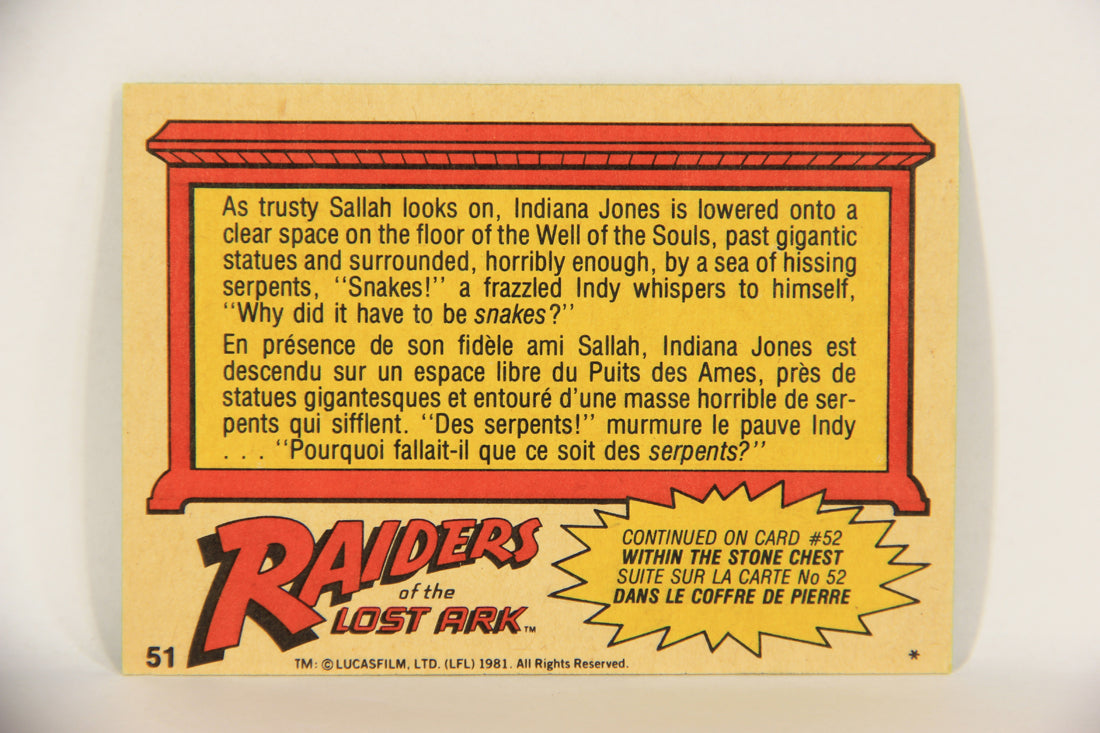 As trusty Sallah looks on, Indiana Jones is lowered onto a
clear space on the floor of the Well of the Souls, past gigantic
statues and surrounded, horribly enough, by a sea of hissing
serpents, "Snakes!" a frazzled Indy whispers to himself,
"Why did it have to be snakes?"
En présence de son fidèle ami Sallah, Indiana Jones est
descendu sur un espace libre du Puits des Ames, près de
statues gigantesques et entouré d'une masse horrible de ser-
pents qui sifflent. "Des serpents!" murmure le pauve Indy
. . . "Pourquoi fallait-il que ce soit des serpents?"
RAIDERS
of the
LOST ARK™
CONTINUED ON CARD #52
WITHIN THE STONE CHEST
SUITE SUR LA CARTE No 52
DANS LE COFFRE DE PIERRE
51
TM: © LUCASFILM, LTD. (LFL) 1981. All Rights Reserved.
*